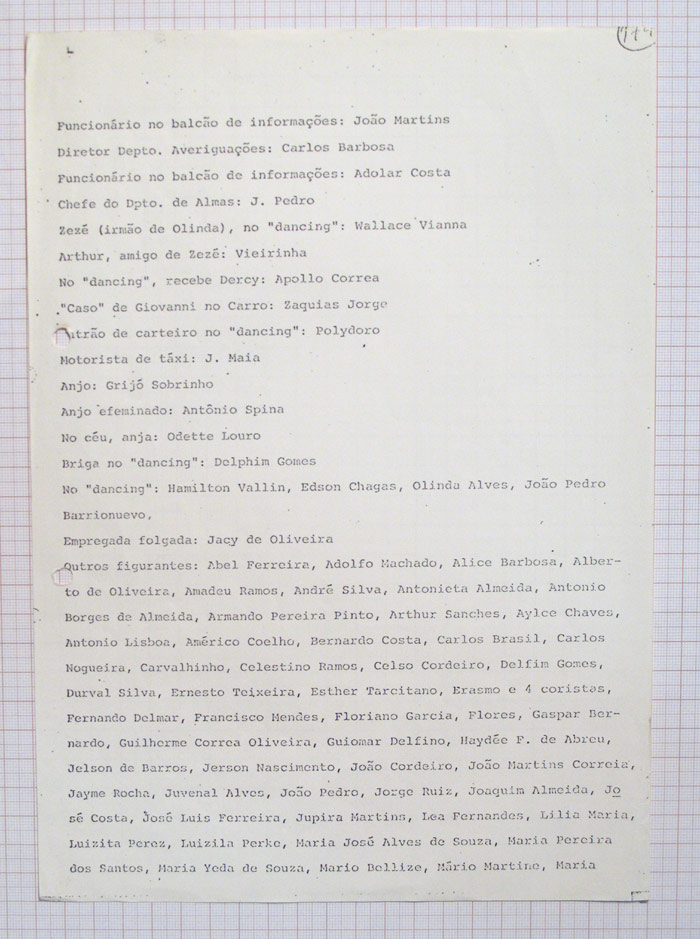 Funcionário no balcão de informações: João Martins
Diretor Depto. Averiguações: Carlos Barbosa
Funcionário no balcão de informações: Adolar Costa
Chefe do Dpto. de Almas: J. Pedro
Zezé (irmão de Olinda), no "dancing": Wallace Vianna
Arthur, amigo de Zezé: Vieirinha
No "dancing", recebe Dercy: Apollo Correa
"Caso" de Giovanni no Carro: Zaquias Jorge
de carteiro no "dancing": Polydoro
Motorista de táxi: J. Maia
Anjo: Grijó Sobrinho
Anjo efeminado: Antônio Spina
No céu, anja: Odette Louro
Briga no "dancing": Delphim Gomes
No "dancing": Hamilton Vallin, Edson Chagas, Olinda Alves, João Pedro
Barrionuevo,
Empregada folgada: Jacy de Oliveira
Outros figurantes: Abel Ferreira, Adolfo Machado, Alice Barbosa, Alber-
to de Oliveira, Amadeu Ramos, André Silva, Antonieta Almeida, Antonio
Borges de Almeida, Armando Pereira Pinto, Arthur Sanches, Aylce Chaves,
Antonio Lisboa, Américo Coelho, Bernardo Costa, Carlos Brasil, Carlos
Nogueira, Carvalhinho, Celestino Ramos, Celso Cordeiro, Delfim Gomes,
Durval Silva, Ernesto Teixeira, Esther Tarcitano, Erasmo e 4 coristas,
Fernando Delmar, Francisco Mendes, Floriano Garcia, Flores, Gaspar Ber-
nardo, Guilherme Correa Oliveira, Guiomar Delfino, Haydée F. de Abreu,
Jelson de Barros, Jerson Nascimento, João Cordeiro, João Martins Correia,
Jayme Rocha, Juvenal Alves, João Pedro, Jorge Ruiz, Joaquim Almeida, Jo
sé Costa, José Luis Ferreira, Jupira Martins, Lea Fernandes, Lilia Maria,
Luizita Perez, Luizila Perke, Maria José Alves de Souza, Maria Pereira
dos Santos, Maria Yeda de Souza, Mario Bellize, Mário Martine, Maria